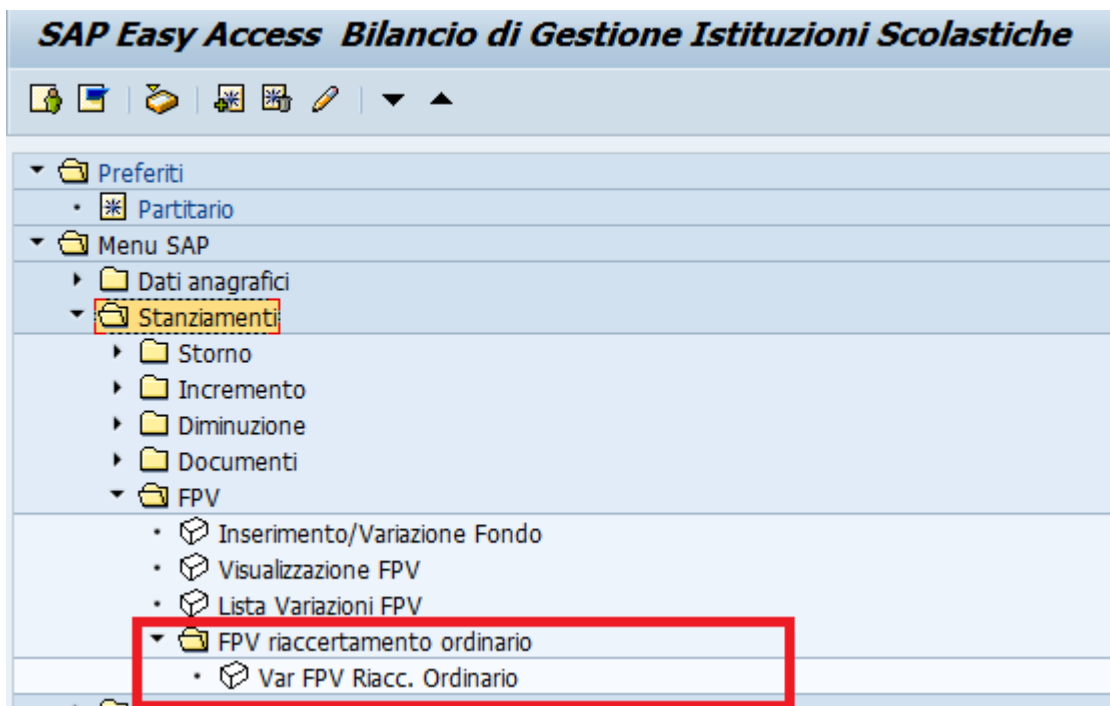 SAP Easy Access Bilancio di Gestione Istituzioni Scolastiche
Preferiti
Partitario
Menu SAP
Dati anagrafici
Stanziamenti
Storno
Incremento
Diminuzione
Documenti
FPV
Inserimento/Variazione Fondo
Visualizzazione FPV
Lista Variazioni FPV
FPV riaccertamento ordinario
Var FPV Riacc. Ordinario